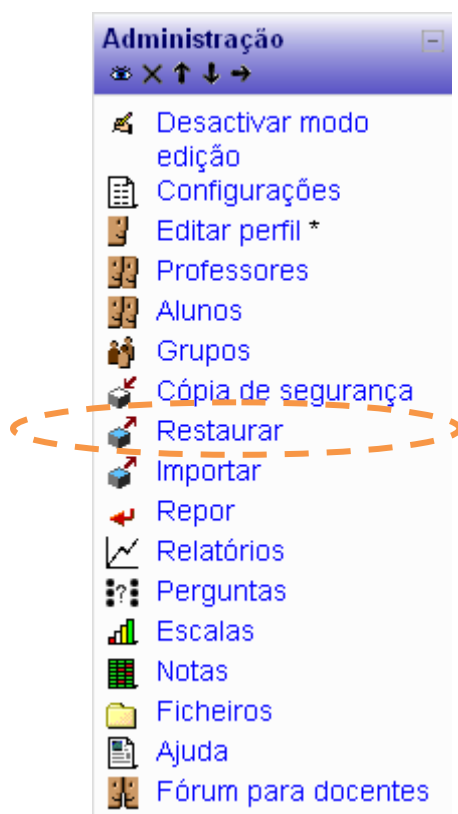 Administração
Desactivar modo
edição
Configurações
Editar perfil *
Professores
Alunos
Grupos
Cópia de segurança
Restaurar
Importar
Repor
Relatórios
Perguntas
Escalas
Notas
Ficheiros
Ajuda
Fórum para docentes